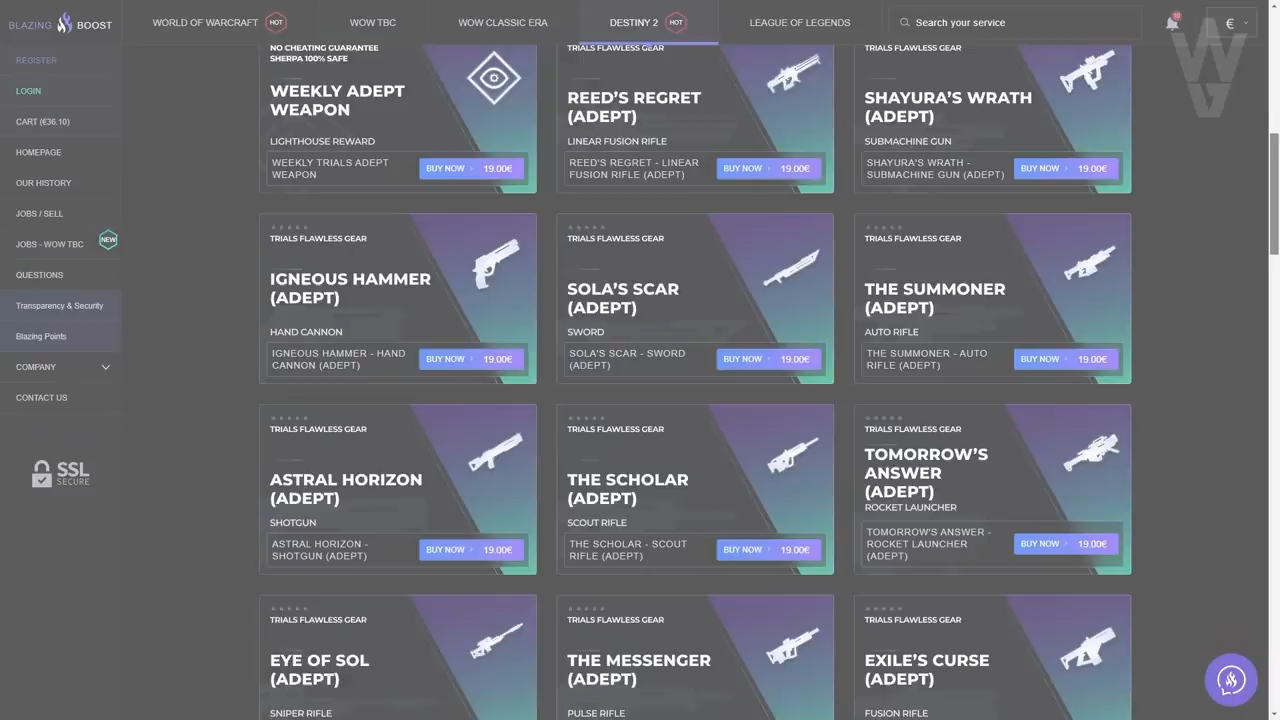 BLAZING BOOST
WORLD OF WARCRAFT HOT
WOW TBC
WOW CLASSIC ERA
DESTINY 2 HOT
LEAGUE OF LEGENDS
Search your service
10
€
WG
REGISTER
LOGIN
CART (€36.10)
HOMEPAGE
OUR HISTORY
JOBS / SELL
JOBS - WOW TBC NEW
QUESTIONS
Transparency & Security
Blazing Points
COMPANY
CONTACT US
SSL
SECURE
NO CHEATING GUARANTEE
SHERPA 100% SAFE
WEEKLY ADEPT
WEAPON
LIGHTHOUSE REWARD
WEEKLY TRIALS ADEPT
WEAPON
BUY NOW 19.00€
TRIALS FLAWLESS GEAR
REED'S REGRET
(ADEPT)
LINEAR FUSION RIFLE
REED'S REGRET - LINEAR
FUSION RIFLE (ADEPT)
BUY NOW 19.00€
TRIALS FLAWLESS GEAR
SHAYURA'S WRATH
(ADEPT)
SUBMACHINE GUN
SHAYURA'S WRATH -
SUBMACHINE GUN (ADEPT)
BUY NOW 19.00€
TRIALS FLAWLESS GEAR
IGNEOUS HAMMER
(ADEPT)
HAND CANNON
IGNEOUS HAMMER - HAND
CANNON (ADEPT)
BUY NOW 19.00€
TRIALS FLAWLESS GEAR
SOLA'S SCAR
(ADEPT)
SWORD
SOLA'S SCAR - SWORD
(ADEPT)
BUY NOW 19.00€
TRIALS FLAWLESS GEAR
THE SUMMONER
(ADEPT)
AUTO RIFLE
THE SUMMONER - AUTO
RIFLE (ADEPT)
BUY NOW 19.00€
TRIALS FLAWLESS GEAR
ASTRAL HORIZON
(ADEPT)
SHOTGUN
ASTRAL HORIZON -
SHOTGUN (ADEPT)
BUY NOW 19.00€
TRIALS FLAWLESS GEAR
THE SCHOLAR
(ADEPT)
SCOUT RIFLE
THE SCHOLAR - SCOUT
RIFLE (ADEPT)
BUY NOW 19.00€
TRIALS FLAWLESS GEAR
TOMORROW'S
ANSWER
(ADEPT)
ROCKET LAUNCHER
TOMORROW'S ANSWER -
ROCKET LAUNCHER
(ADEPT)
BUY NOW 19.00€
TRIALS FLAWLESS GEAR
EYE OF SOL
(ADEPT)
SNIPER RIFLE
TRIALS FLAWLESS GEAR
THE MESSENGER
(ADEPT)
PULSE RIFLE
TRIALS FLAWLESS GEAR
EXILE'S CURSE
(ADEPT)
FUSION RIFLE